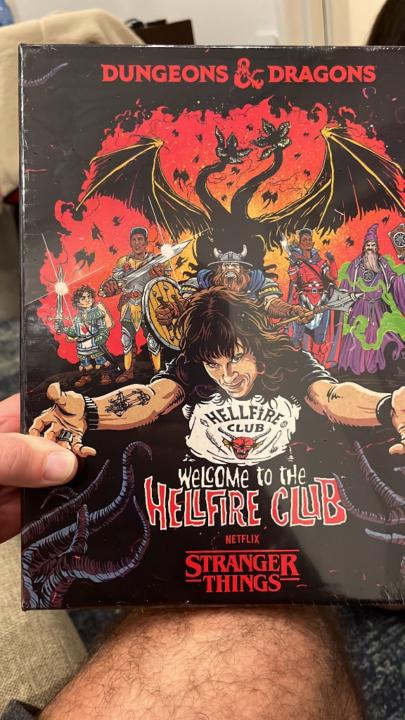 DUNGEONS & DRAGONS
HELLFIRE
CLUB
WELCOME TO THE
HELLFIRE CLUB
NETFLIX
STRANGER
THINGS